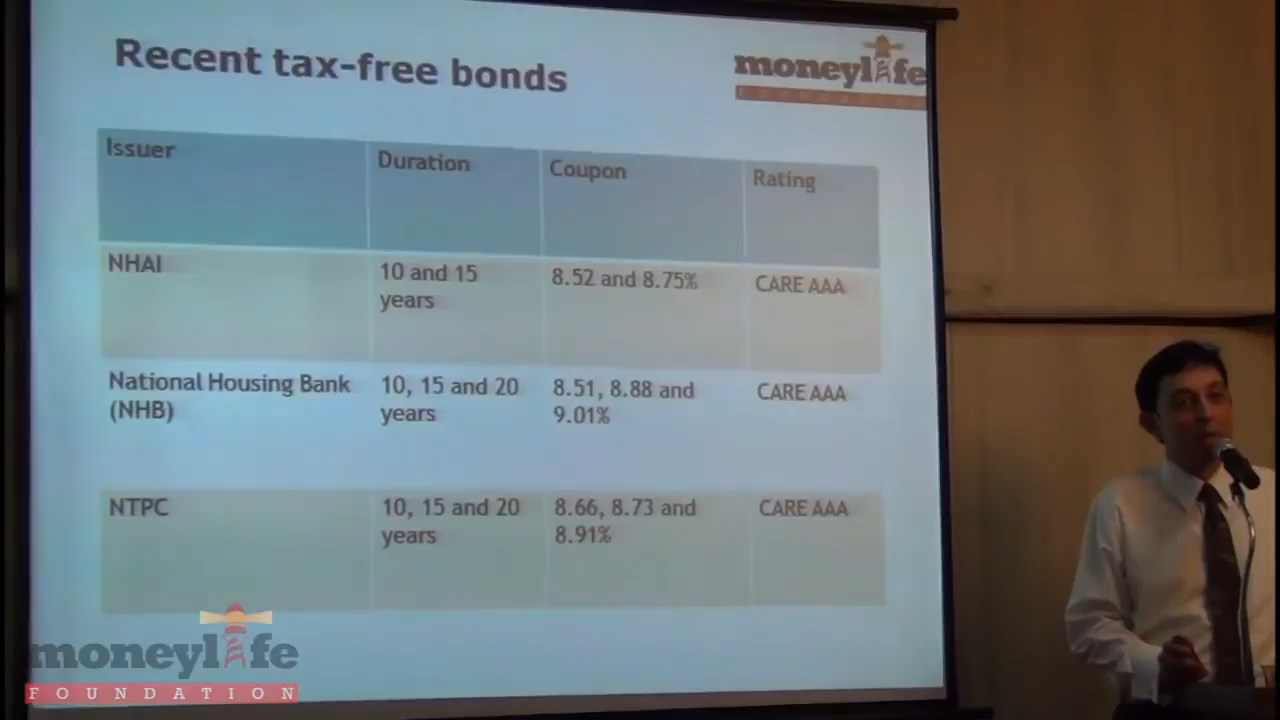 Recent tax-free bonds
moneylife
FOUNDATION
Issuer
Duration
Coupon
Rating
NHAI
10 and 15
years
8.52 and 8.75%
CARE AAA
National Housing Bank
(NHB)
10, 15 and 20
years
8.51, 8.88 and
9.01%
CARE AAA
NTPC
10, 15 and 20
years
8.66, 8.73 and
8.91%
CARE AAA
moneylife
FOUNDATION